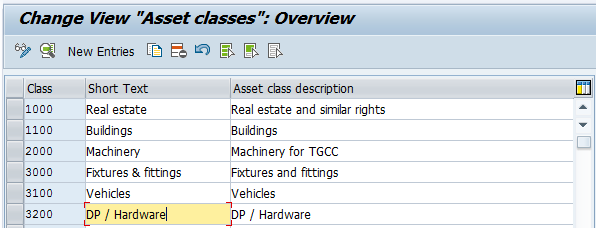 Change View "Asset classes": Overview
New Entries
Class Short Text Asset class description
1000 Real estate Real estate and similar rights
1100 Buildings Buildings
2000 Machinery Machinery for TGCC
3000 Fixtures & fittings Fixtures and fittings
3100 Vehicles Vehicles
3200 DP / Hardware DP / Hardware